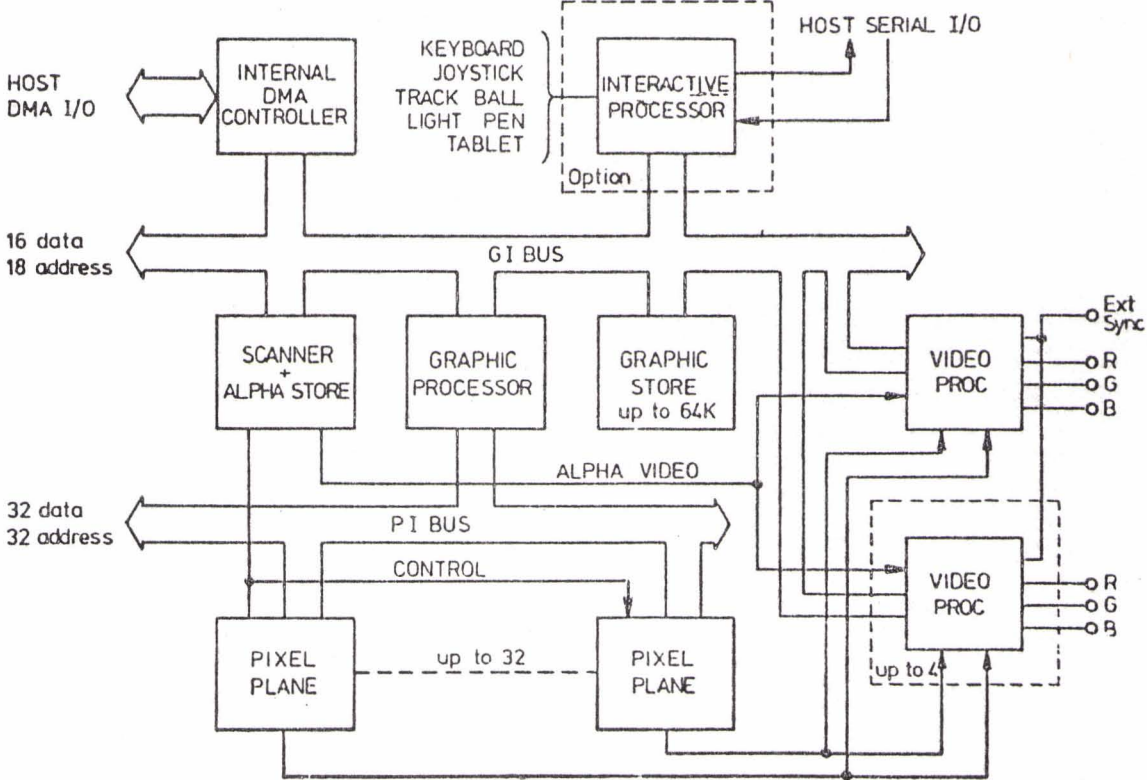 HOST SERIAL I/O
KEYBOARD
JOYSTICK
TRACK BALL
LIGHT PEN
TABLET
HOST
DMA I/O
INTERNAL
DMA
CONTROLLER
INTERACTIVE
PROCESSOR
Option
16 data
18 address
GI BUS
SCANNER
+
ALPHA STORE
GRAPHIC
PROCESSOR
GRAPHIC
STORE
up to 64K
VIDEO
PROC
Ext
Sync
R
G
B
ALPHA VIDEO
32 data
32 address
PI BUS
CONTROL
VIDEO
PROC
R
G
B
up to 4
PIXEL
PLANE
up to 32
PIXEL
PLANE